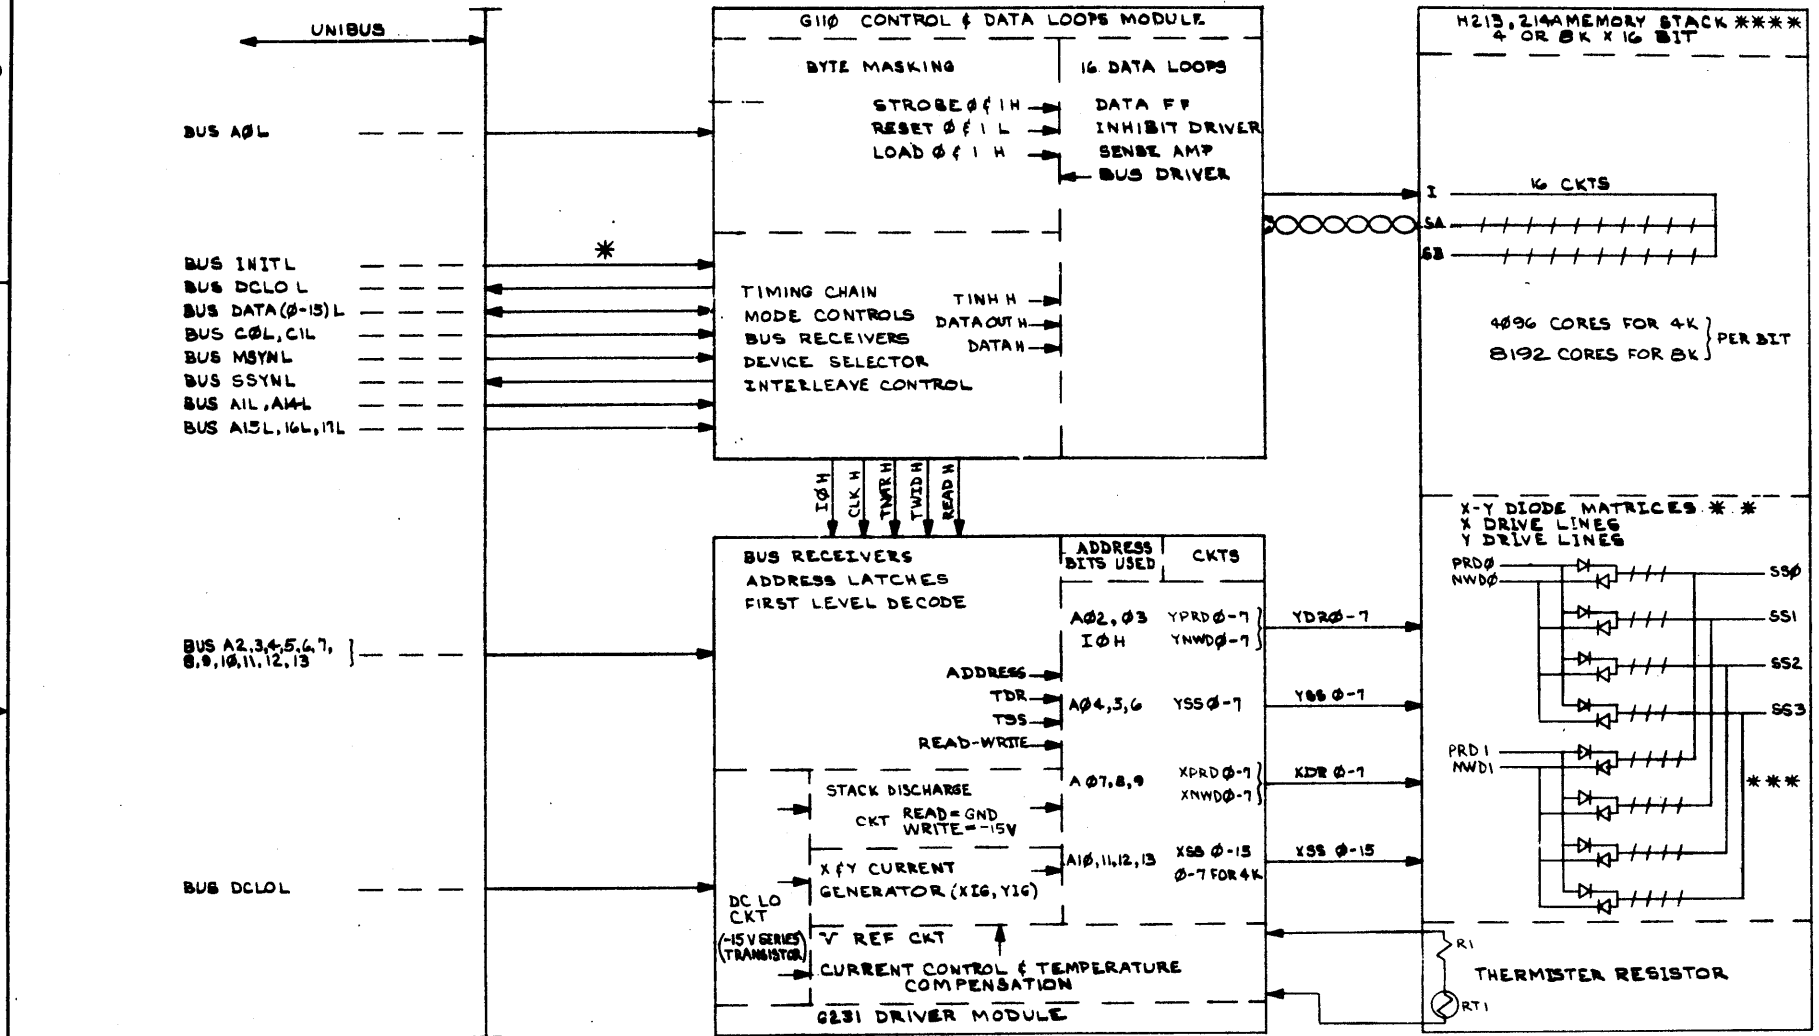 UNIBUS
BUS AØL
*
BUS INITL
BUS DCLO L
BUS DATA (Ø-15) L
BUS CØL, C1L
BUS MSYNL
BUS SSYNL
BUS A1L, A14L
BUS A15L, 16L, 17L
BUS A2,3,4,5,6,7,
8,9,1Ø,11,12,13 }
BUS DCLOL
G11Ø CONTROL & DATA LOOPS MODULE
BYTE MASKING
STROBE Ø & 1 H
RESET Ø & 1 L
LOAD Ø & 1 H
16 DATA LOOPS
DATA FF
INHIBIT DRIVER
SENSE AMP
BUS DRIVER
TIMING CHAIN
MODE CONTROLS
BUS RECEIVERS
DEVICE SELECTOR
INTERLEAVE CONTROL
TINH H
DATA OUT H
DATA H
IØH
CLK H
TNAR H
TWID H
READ H
BUS RECEIVERS
ADDRESS LATCHES
FIRST LEVEL DECODE
ADDRESS
TDR
TSS
READ-WRITE
ADDRESS
BITS USED
CKTS
AØ2, Ø3 YPRDØ-7
IØH YNWDØ-7
AØ4,5,6 YSSØ-7
AØ7,8,9 XPRDØ-7
XNWDØ-7
A1Ø,11,12,13 XSS Ø-15
Ø-7 FOR 4K
YDRØ-7
YSS Ø-7
XDR Ø-7
XSS Ø-15
STACK DISCHARGE
CKT READ=GND
WRITE=-15V
X & Y CURRENT
GENERATOR (XIG, YIG)
DC LO
CKT
(-15V SERIES
TRANSISTOR)
V REF CKT
CURRENT CONTROL & TEMPERATURE
COMPENSATION
G231 DRIVER MODULE
H213, 214A MEMORY STACK ****
4 OR 8K X 16 BIT
I 16 CKTS
SA
SB
4Ø96 CORES FOR 4K
8192 CORES FOR 8K
} PER BIT
X-Y DIODE MATRICES * *
X DRIVE LINES
Y DRIVE LINES
PRDØ
NWDØ
SSØ
SS1
SS2
SS3
PRD1
NWD1
***
R1
RT1
THERMISTER RESISTOR